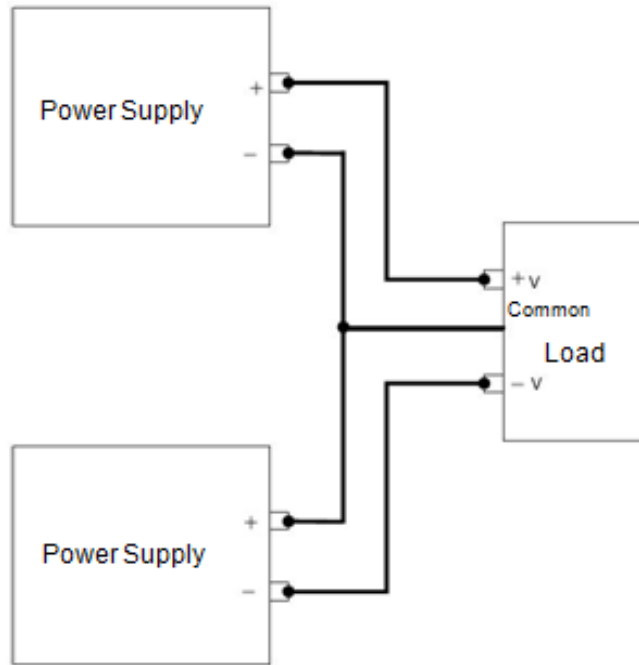 +
Power Supply
−
+ v
Common
Load
− v
+
Power Supply
−